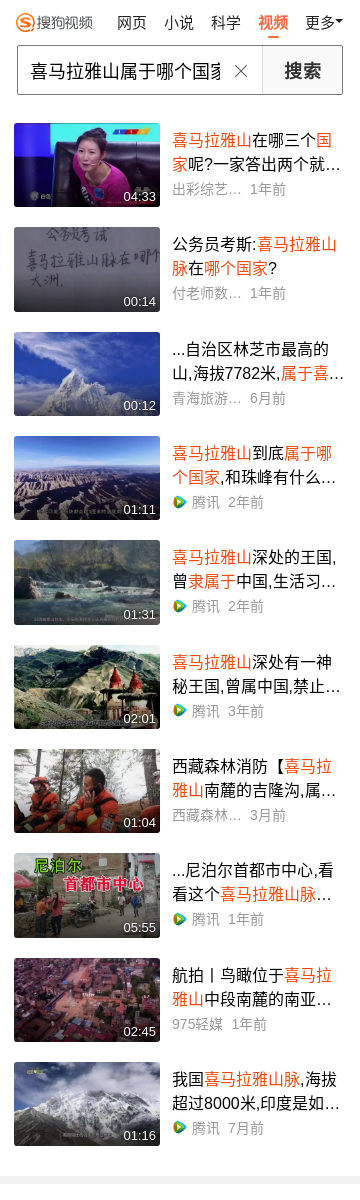 搜狗视频
网页 小说 科学 视频 更多
喜马拉雅山属于哪个国家
搜索
喜马拉雅山在哪三个国
家呢?一家答出两个就…
出彩综艺… 1年前
04:33
公务员考试
喜马拉雅山脉在哪个
大洲.
00:14
公务员考斯:喜马拉雅山
脉在哪个国家?
付老师数… 1年前
00:12
...自治区林芝市最高的
山,海拔7782米,属于喜…
青海旅游… 6月前
01:11
喜马拉雅山到底属于哪
个国家,和珠峰有什么…
腾讯 2年前
01:31
喜马拉雅山深处的王国,
曾隶属于中国,生活习…
腾讯 2年前
02:01
喜马拉雅山深处有一神
秘王国,曾属中国,禁止…
腾讯 3年前
01:04
西藏森林消防【喜马拉
雅山南麓的吉隆沟,属…
西藏森林… 3月前
尼泊尔
首都市中心
05:55
...尼泊尔首都市中心,看
看这个喜马拉雅山脉…
腾讯 1年前
02:45
航拍丨鸟瞰位于喜马拉
雅山中段南麓的南亚…
975轻媒 1年前
01:16
我国喜马拉雅山脉,海拔
超过8000米,印度是如…
腾讯 7月前